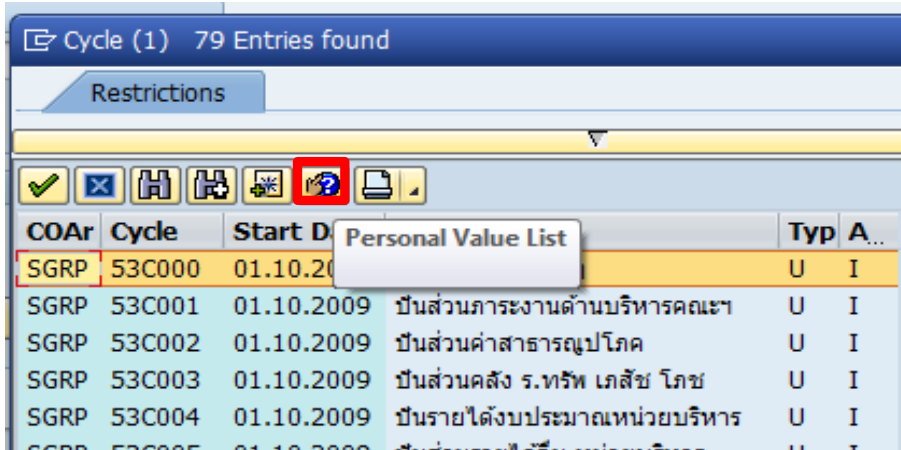 Cycle (1) 79 Entries found
Restrictions
COAr Cycle Start D Typ A..
Personal Value List
SGRP 53C000 01.10.20 U I
SGRP 53C001 01.10.2009 ปันส่วนภาระงานด้านบริหารคณะฯ U I
SGRP 53C002 01.10.2009 ปันส่วนค่าสาธารณูปโภค U I
SGRP 53C003 01.10.2009 ปันส่วนคลัง ร.ทรัพ เภสัช โภช U I
SGRP 53C004 01.10.2009 ปันรายได้งบประมาณหน่วยบริหาร U I